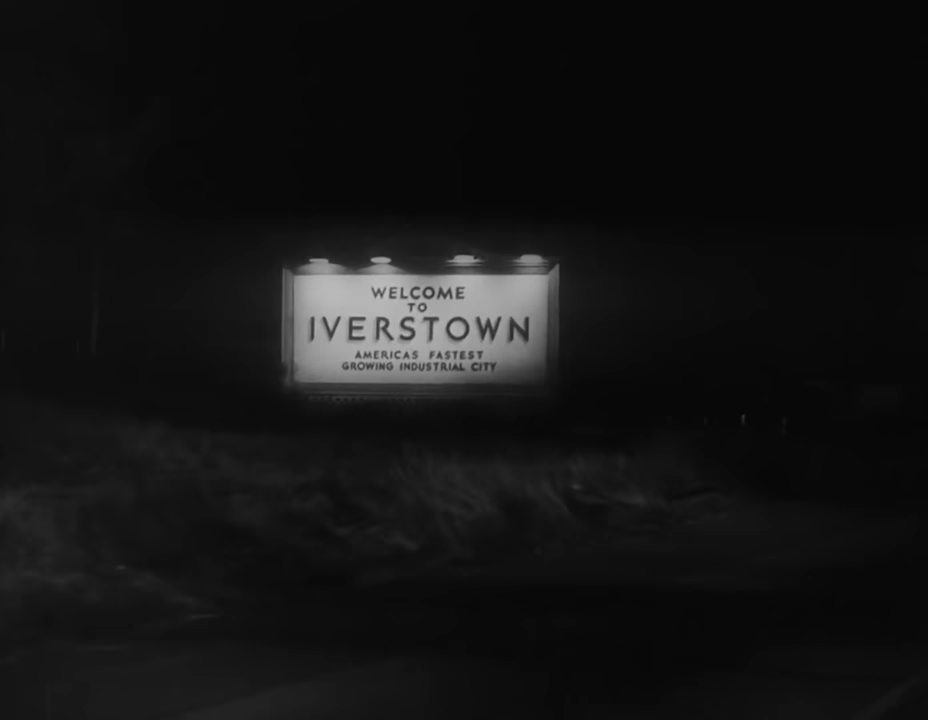 WELCOME
TO
IVERSTOWN
AMERICAS FASTEST
GROWING INDUSTRIAL CITY